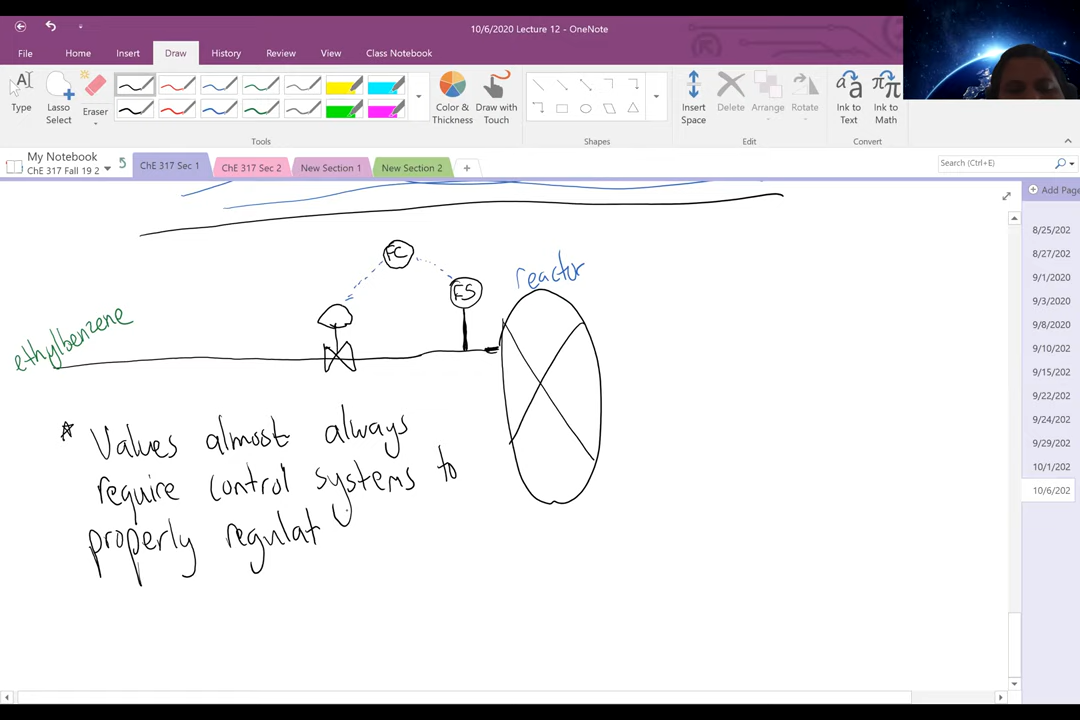 10/6/2020 Lecture 12 - OneNote
File Home Insert Draw History Review View Class Notebook
Type
Lasso Select
Eraser
Color & Thickness
Draw with Touch
Insert Space
Delete
Arrange
Rotate
Ink to Text
Ink to Math
Tools
Shapes
Edit
Convert
My Notebook
ChE 317 Fall 19 2
ChE 317 Sec 1
ChE 317 Sec 2
New Section 1
New Section 2
+
Search (Ctrl+E)
Add Page
8/25/202
8/27/202
9/1/2020
9/3/2020
9/8/2020
9/10/202
9/15/202
9/22/202
9/24/202
9/29/202
10/1/202
10/6/202
FC
FS
reactor
ethylbenzene
* Valves almost always
require control systems to
properly regulat